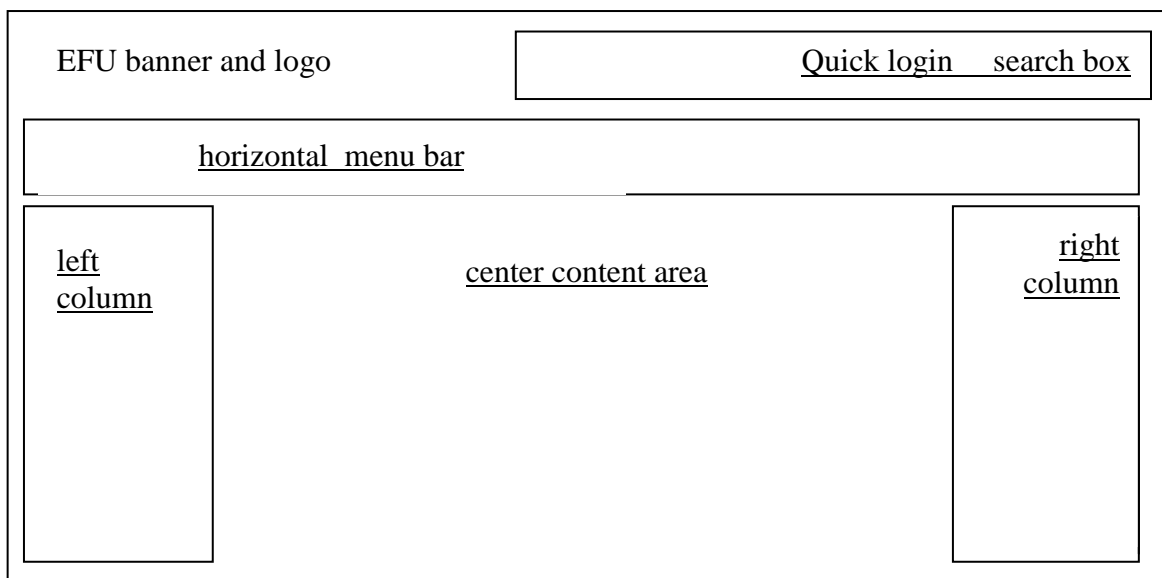 EFU banner and logo
Quick login search box
horizontal menu bar
left
column
center content area
right
column